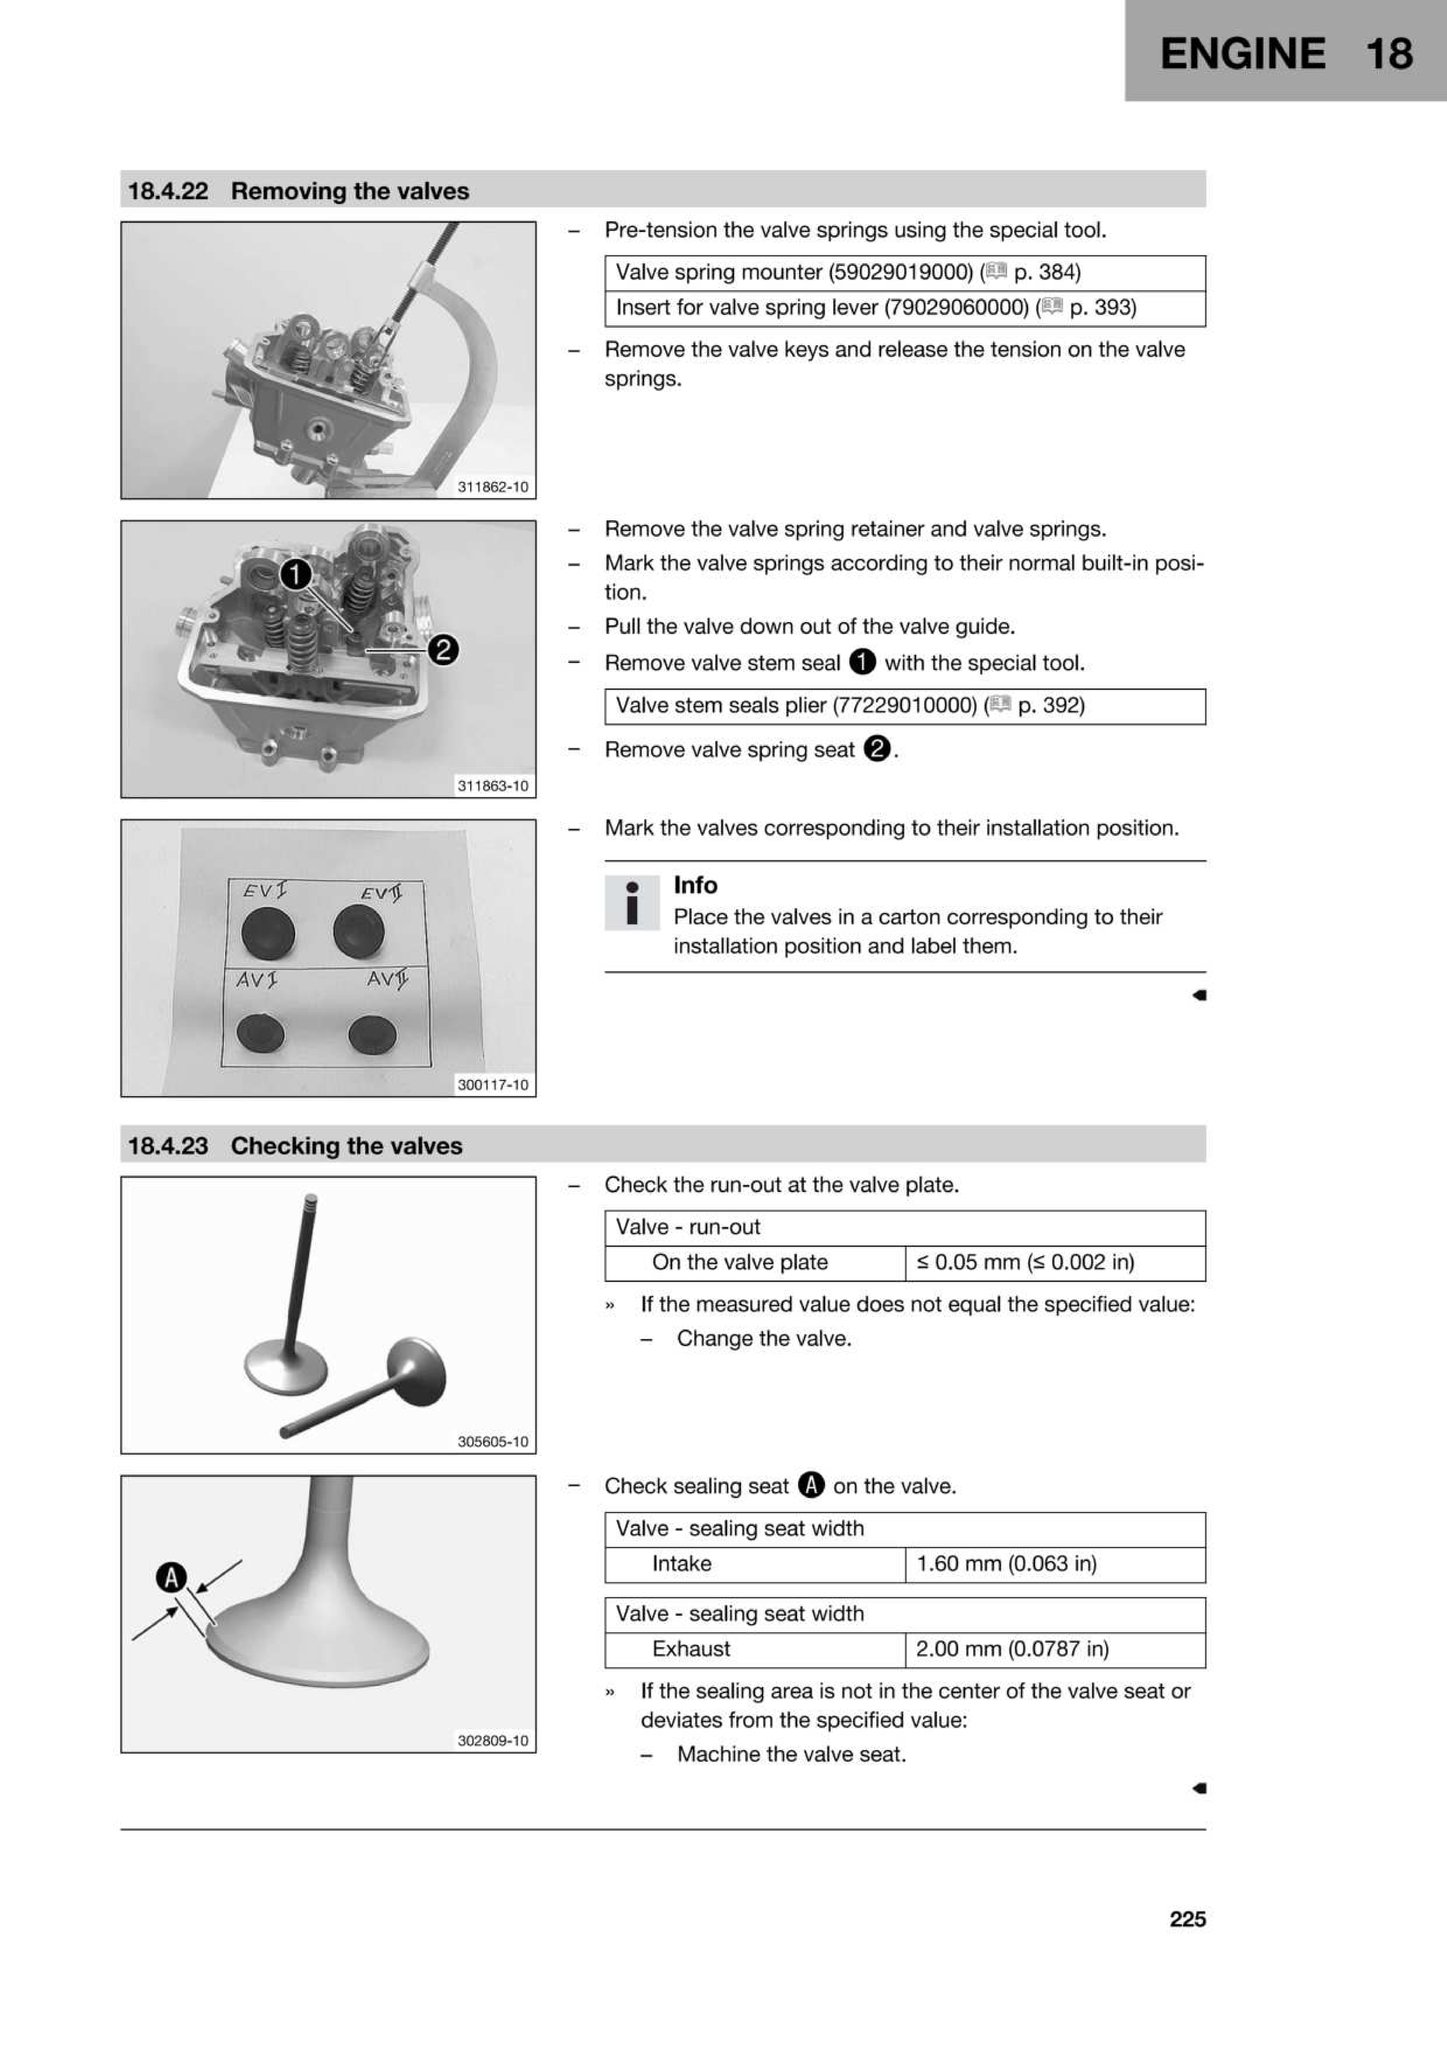 ENGINE 18
18.4.22 Removing the valves
– Pre-tension the valve springs using the special tool.
Valve spring mounter (59029019000) ( p. 384)
Insert for valve spring lever (79029060000) ( p. 393)
– Remove the valve keys and release the tension on the valve
springs.
311862-10
– Remove the valve spring retainer and valve springs.
– Mark the valve springs according to their normal built-in posi-
tion.
– Pull the valve down out of the valve guide.
– Remove valve stem seal 1 with the special tool.
Valve stem seals plier (77229010000) ( p. 392)
– Remove valve spring seat 2.
1
2
311863-10
– Mark the valves corresponding to their installation position.
i Info
Place the valves in a carton corresponding to their
installation position and label them.
EV I EV II
AV I AV II
300117-10
18.4.23 Checking the valves
– Check the run-out at the valve plate.
Valve - run-out
On the valve plate ≤ 0.05 mm (≤ 0.002 in)
» If the measured value does not equal the specified value:
– Change the valve.
305605-10
– Check sealing seat A on the valve.
Valve - sealing seat width
Intake 1.60 mm (0.063 in)
Valve - sealing seat width
Exhaust 2.00 mm (0.0787 in)
» If the sealing area is not in the center of the valve seat or
deviates from the specified value:
– Machine the valve seat.
A
302809-10
225